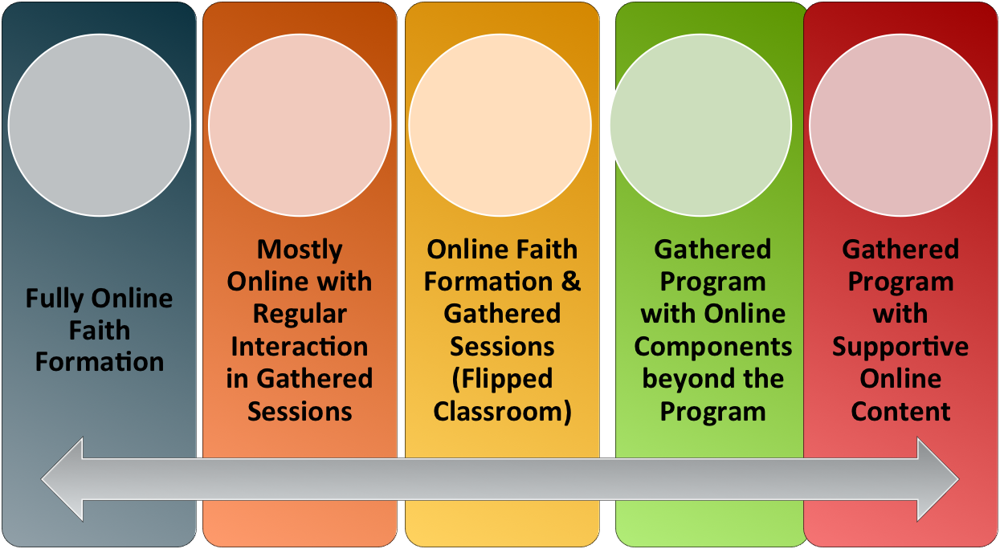 Fully Online
Faith
Formation
Mostly
Online with
Regular
Interaction
in Gathered
Sessions
Online Faith
Formation &
Gathered
Sessions
(Flipped
Classroom)
Gathered
Program
with Online
Components
beyond the
Program
Gathered
Program
with
Supportive
Online
Content